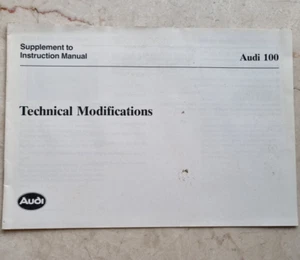 Supplement to
Instruction Manual
Audi 100
Technical Modifications
Audi